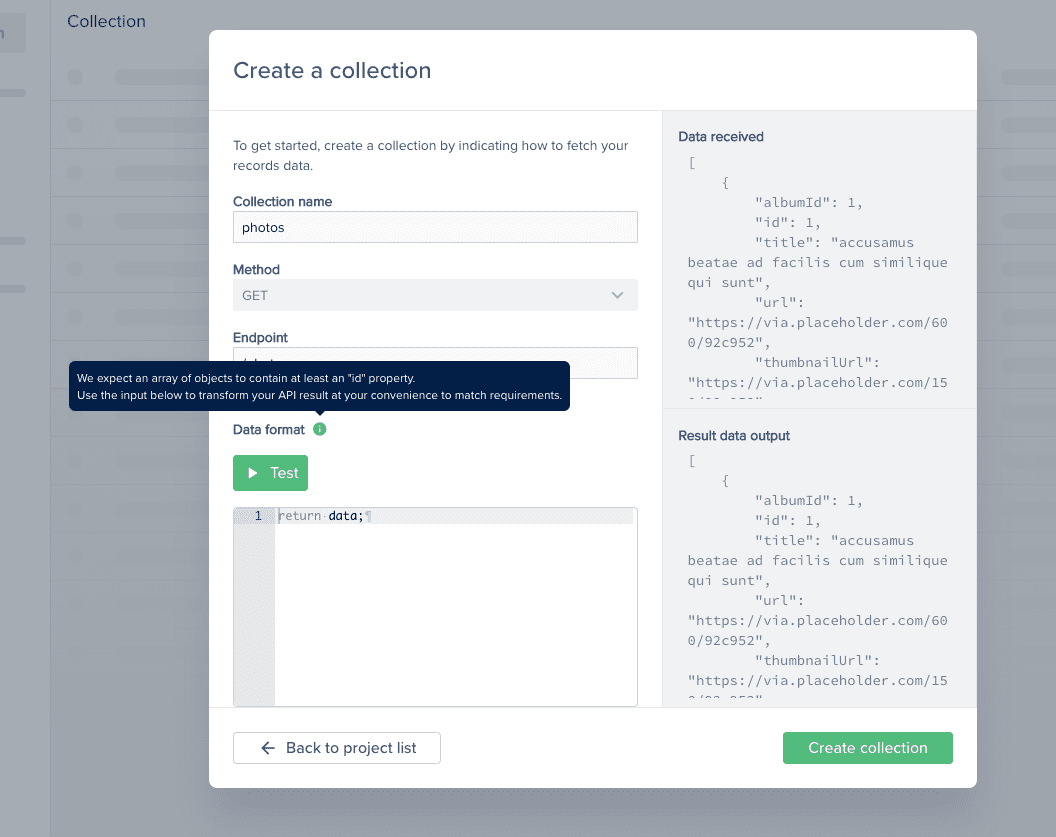 Collection
Create a collection
To get started, create a collection by indicating how to fetch your
records data.
Collection name
photos
Method
GET
Endpoint
We expect an array of objects to contain at least an "id" property.
Use the input below to transform your API result at your convenience to match requirements.
Data format
Test
1 return data;¶
Data received
[
{
"albumId": 1,
"id": 1,
"title": "accusamus
beatae ad facilis cum similique
qui sunt",
"url":
"https://via.placeholder.com/60
0/92c952",
"thumbnailUrl":
"https://via.placeholder.com/15
Result data output
[
{
"albumId": 1,
"id": 1,
"title": "accusamus
beatae ad facilis cum similique
qui sunt",
"url":
"https://via.placeholder.com/60
0/92c952",
"thumbnailUrl":
"https://via.placeholder.com/15
Back to project list
Create collection